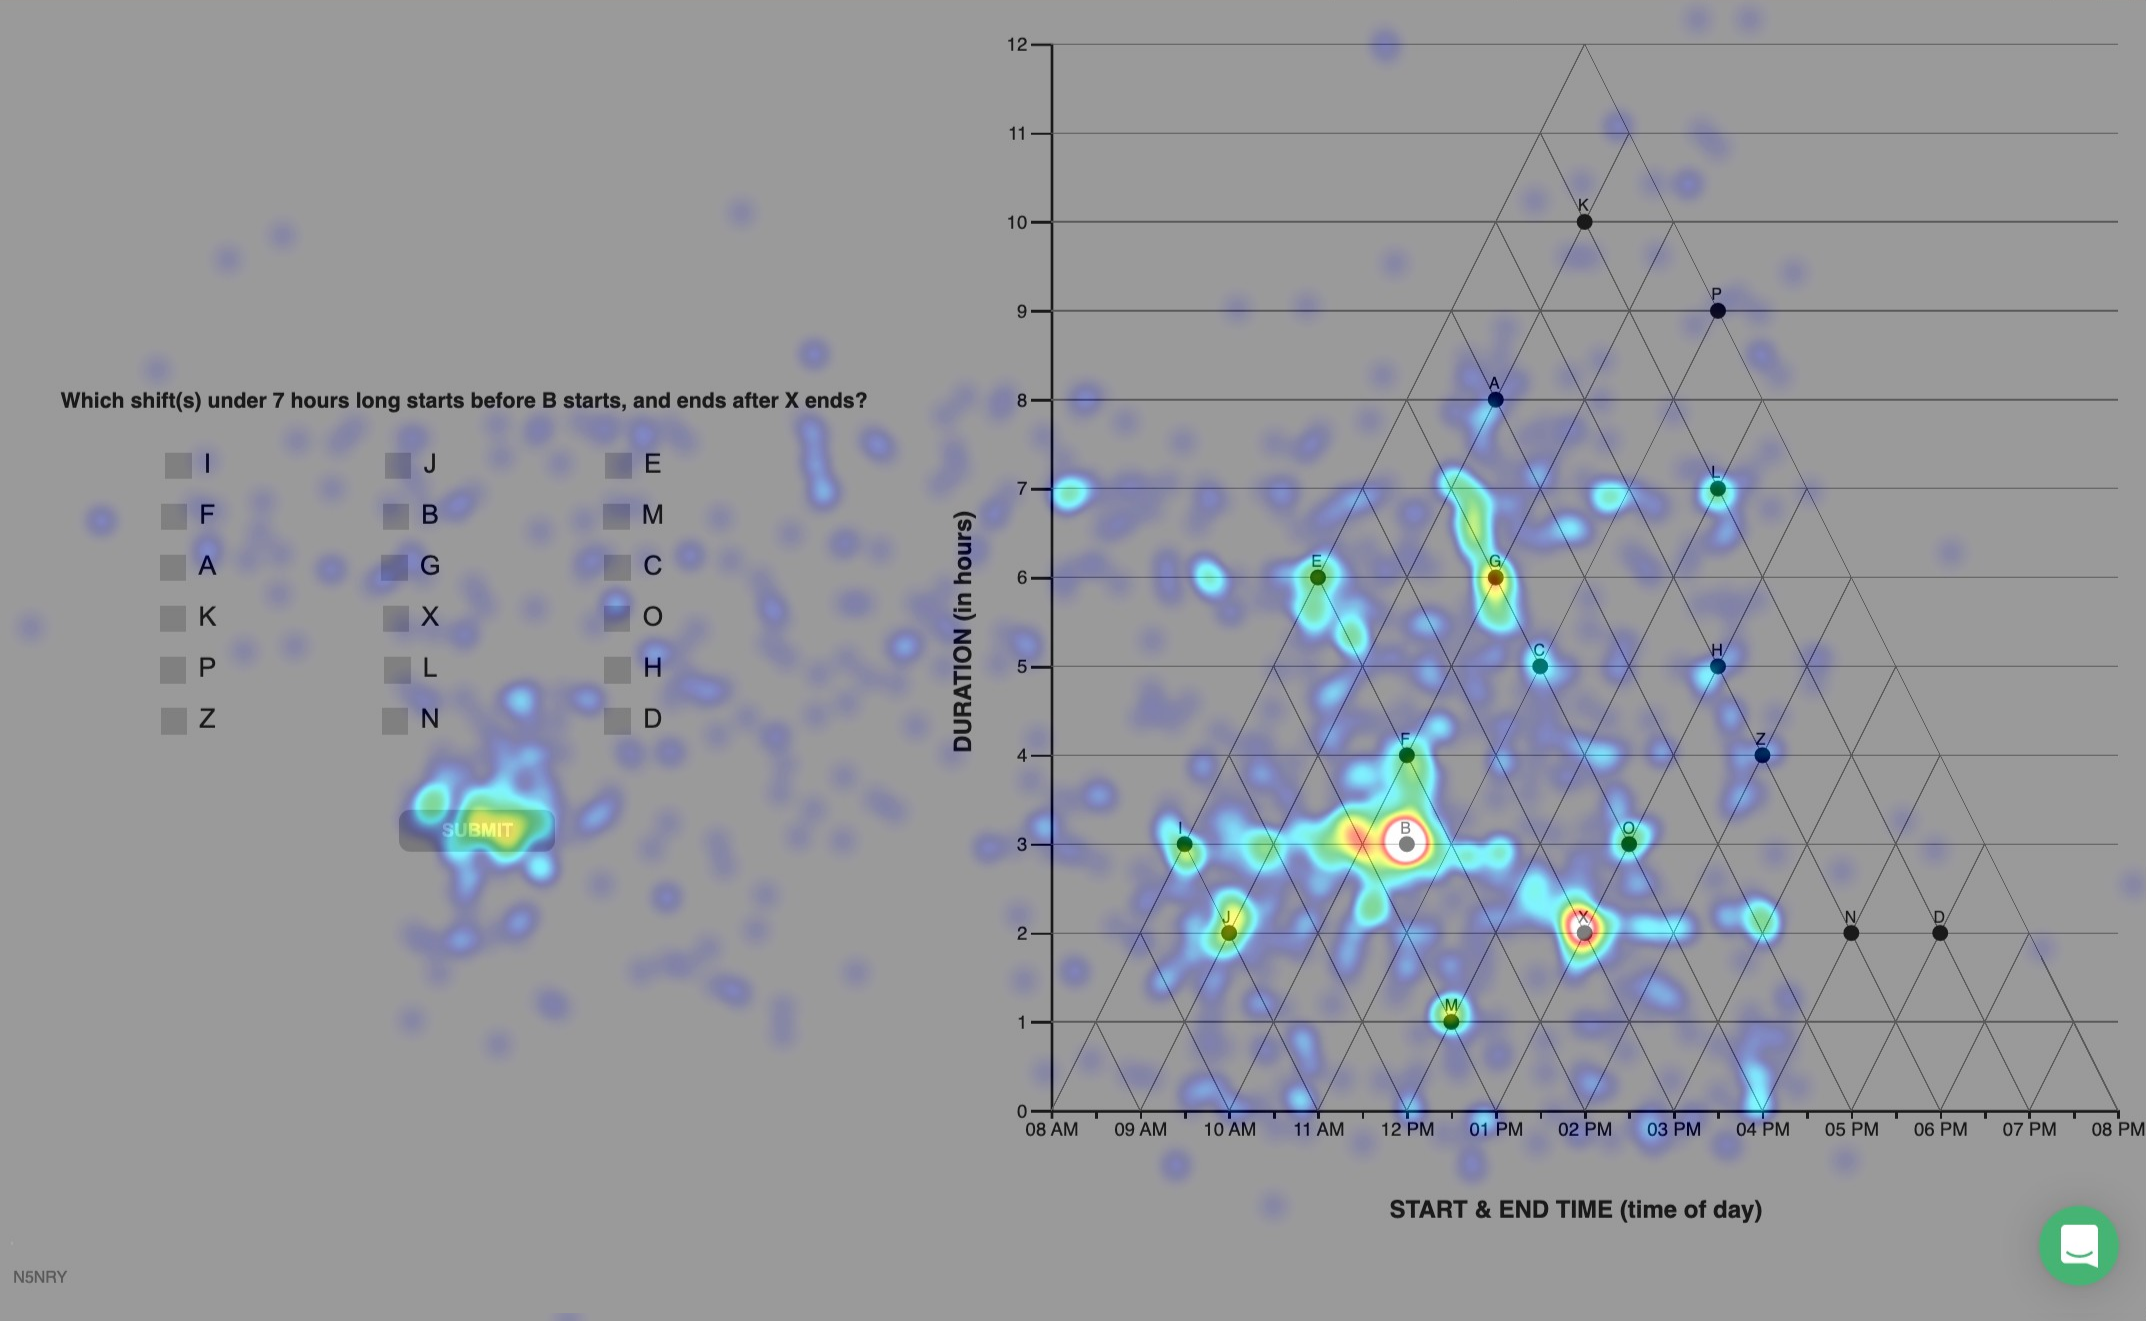 Which shift(s) under 7 hours long starts before B starts, and ends after X ends?
I J E
F B M
A G C
K X O
P L H
Z N D
SUBMIT
N5NRY
DURATION (in hours)
12
11
10
9
8
7
6
5
4
3
2
1
0
K
P
A
L
E G
C H
F Z
I B O
J X N D
M
08 AM 09 AM 10 AM 11 AM 12 PM 01 PM 02 PM 03 PM 04 PM 05 PM 06 PM 07 PM 08 PM
START & END TIME (time of day)